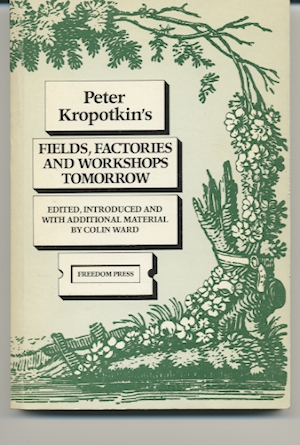 Peter
Kropotkin's
FIELDS, FACTORIES
AND WORKSHOPS
TOMORROW
EDITED, INTRODUCED AND
WITH ADDITIONAL MATERIAL
BY COLIN WARD
FREEDOM PRESS